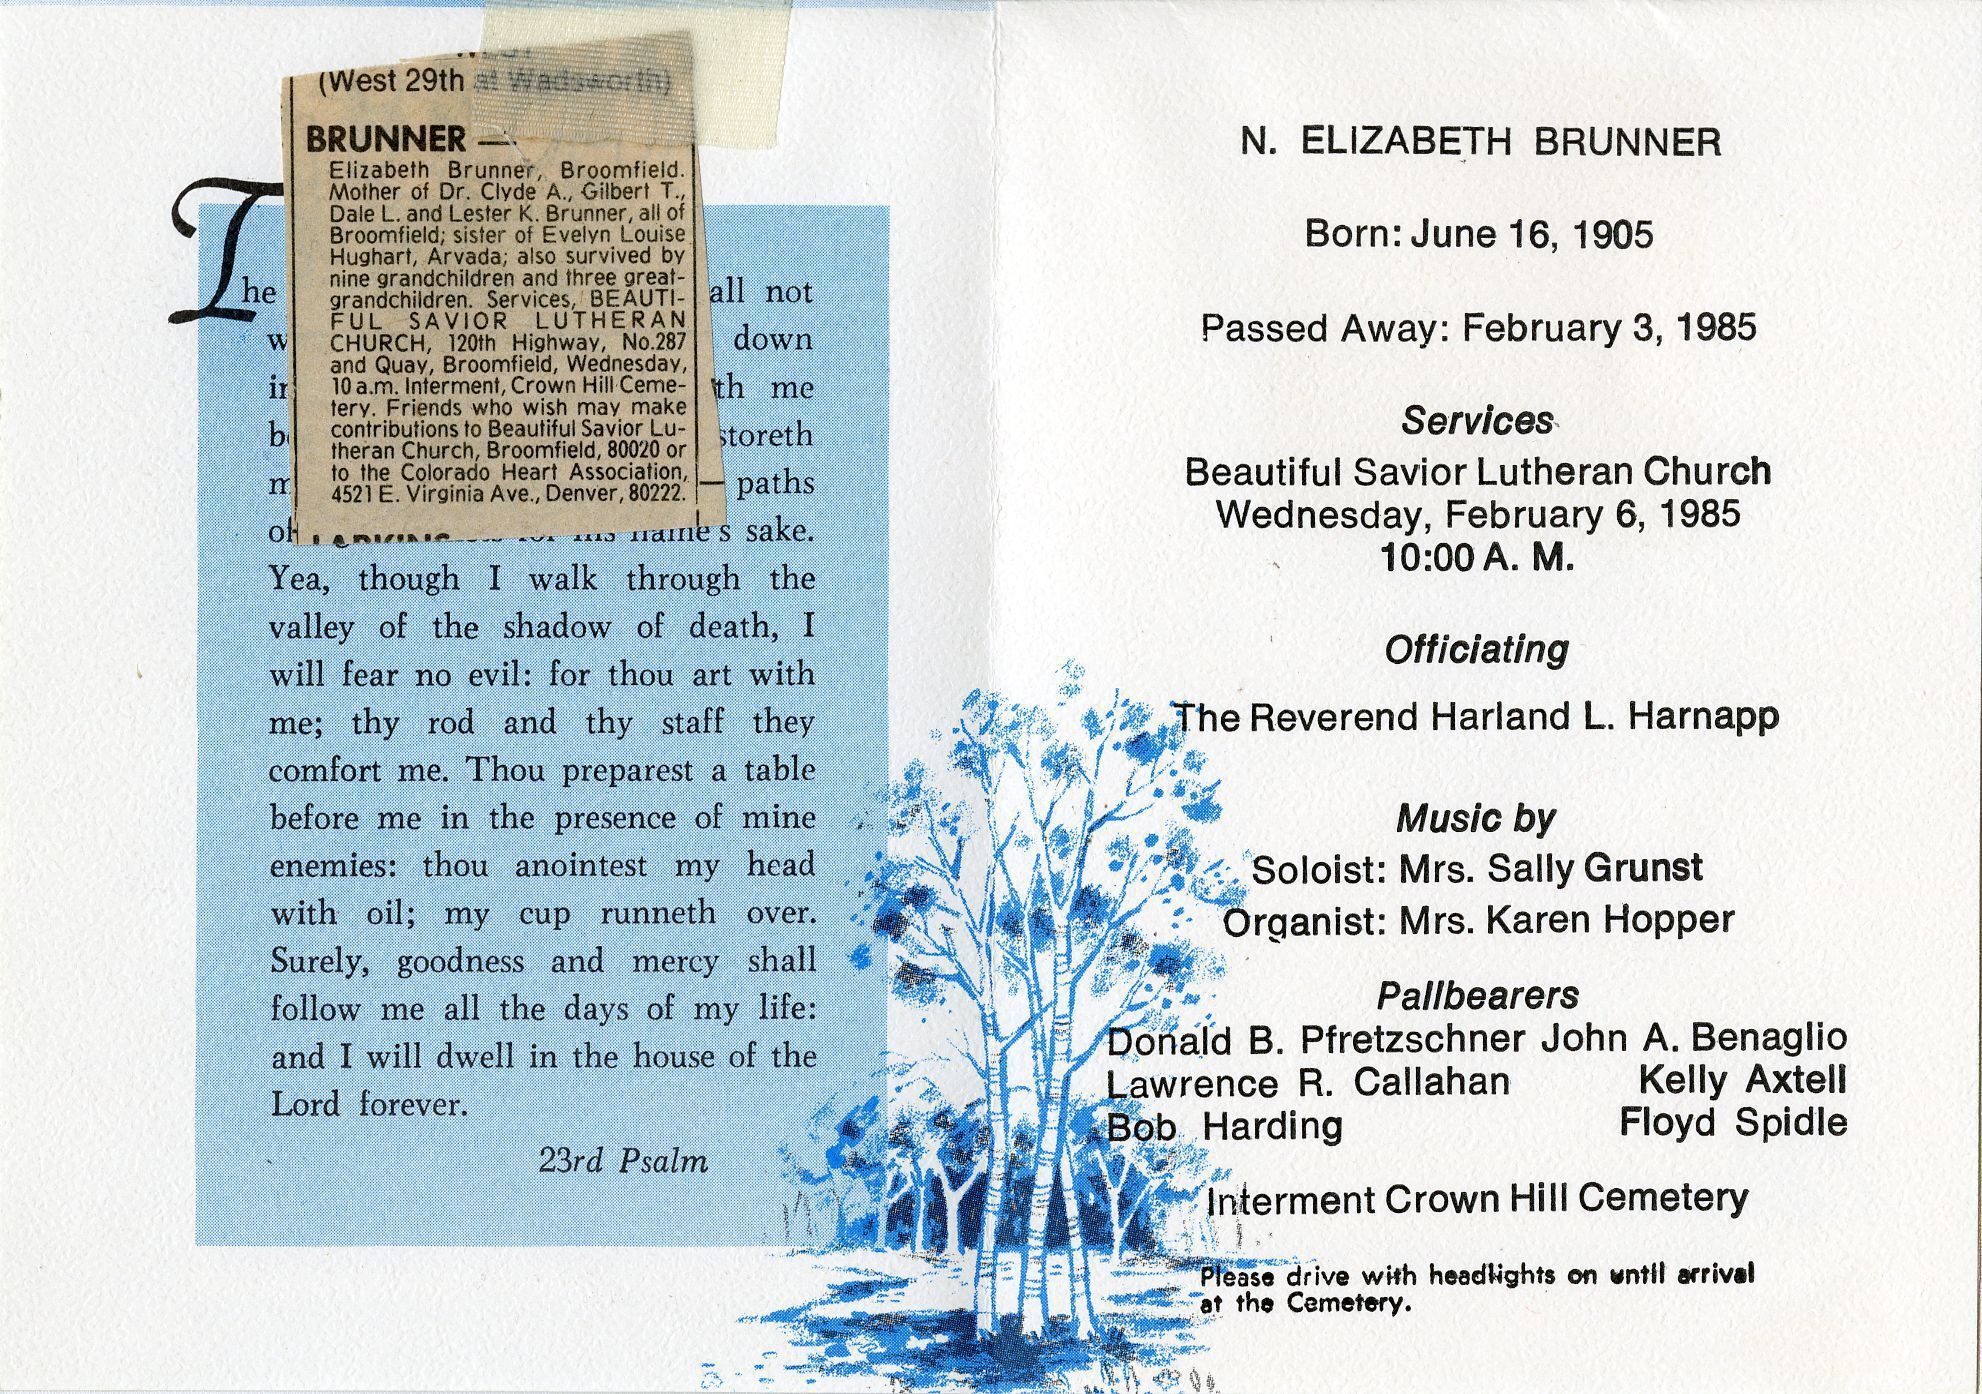 (West 29th at Wadsworth)
BRUNNER —
Elizabeth Brunner, Broomfield.
Mother of Dr. Clyde A., Gilbert T.,
Dale L. and Lester K. Brunner, all of
Broomfield; sister of Evelyn Louise
Hughart, Arvada; also survived by
nine grandchildren and three great-
grandchildren. Services, BEAUTI-
FUL SAVIOR LUTHERAN
CHURCH, 120th Highway, No.287
and Quay, Broomfield, Wednesday,
10 a.m. Interment, Crown Hill Ceme-
tery. Friends who wish may make
contributions to Beautiful Savior Lu-
theran Church, Broomfield, 80020 or
to the Colorado Heart Association,
4521 E. Virginia Ave., Denver, 80222.
LARKINS
The all not
down
th me
storeth
paths
of for his name's sake.
Yea, though I walk through the
valley of the shadow of death, I
will fear no evil: for thou art with
me; thy rod and thy staff they
comfort me. Thou preparest a table
before me in the presence of mine
enemies: thou anointest my head
with oil; my cup runneth over.
Surely, goodness and mercy shall
follow me all the days of my life:
and I will dwell in the house of the
Lord forever.
23rd Psalm
N. ELIZABETH BRUNNER
Born: June 16, 1905
Passed Away: February 3, 1985
Services
Beautiful Savior Lutheran Church
Wednesday, February 6, 1985
10:00 A. M.
Officiating
The Reverend Harland L. Harnapp
Music by
Soloist: Mrs. Sally Grunst
Organist: Mrs. Karen Hopper
Pallbearers
Donald B. Pfretzschner John A. Benaglio
Lawrence R. Callahan Kelly Axtell
Bob Harding Floyd Spidle
Interment Crown Hill Cemetery
Please drive with headlights on until arrival
at the Cemetery.